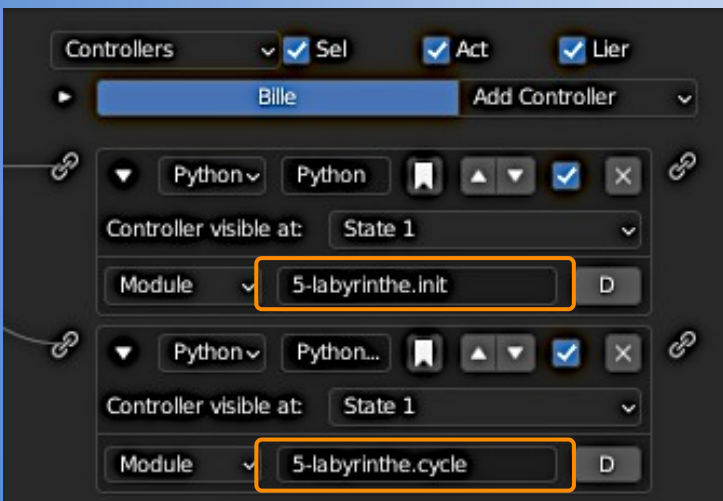 Controllers Sel Act Lier
Bille Add Controller
Python Python
Controller visible at: State 1
Module 5-labyrinthe.init D
Python Python...
Controller visible at: State 1
Module 5-labyrinthe.cycle D